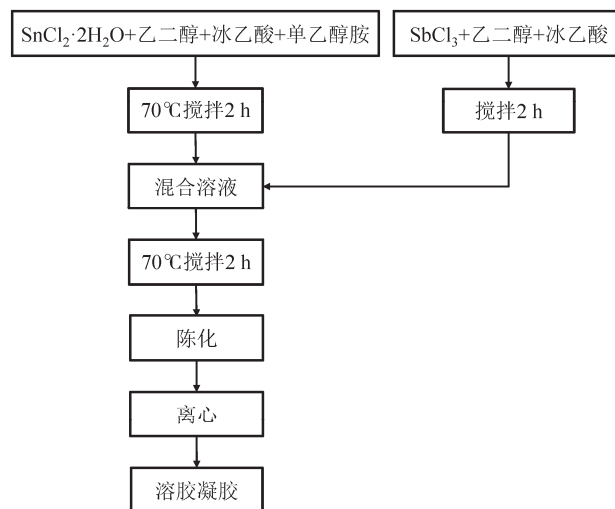 SnCl₂·2H₂O+乙二醇+冰乙酸+单乙醇胺
SbCl₃+乙二醇+冰乙酸
70℃搅拌2 h
搅拌2 h
混合溶液
70℃搅拌2 h
陈化
离心
溶胶凝胶